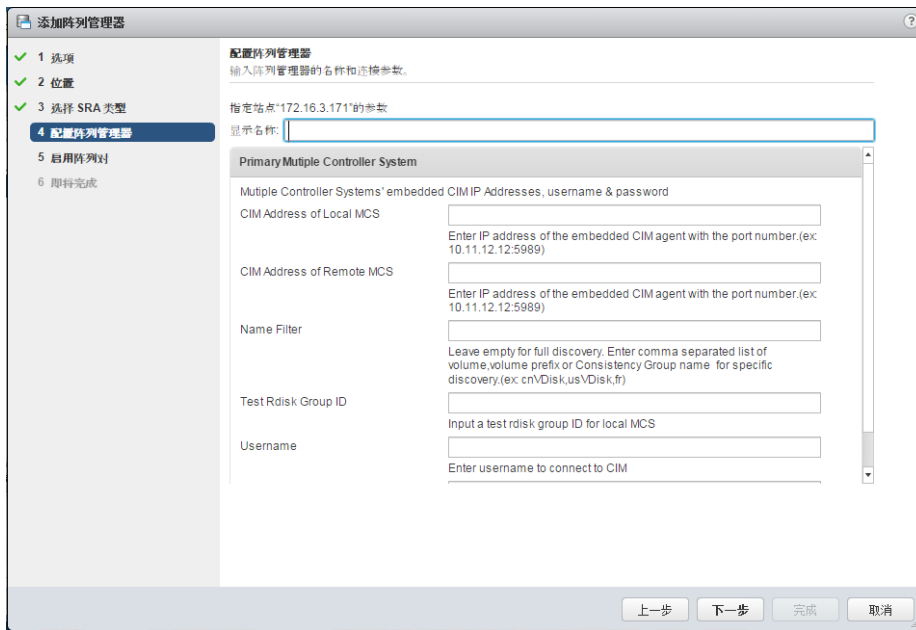 添加阵列管理器
?
1 选项
2 位置
3 选择 SRA 类型
4 配置阵列管理器
5 启用阵列对
6 即将完成
配置阵列管理器
输入阵列管理器的名称和连接参数。
指定站点“172.16.3.171”的参数
显示名称:
Primary Mutiple Controller System
Mutiple Controller Systems' embedded CIM IP Addresses, username & password
CIM Address of Local MCS
Enter IP address of the embedded CIM agent with the port number.(ex:
10.11.12.12:5989)
CIM Address of Remote MCS
Enter IP address of the embedded CIM agent with the port number.(ex:
10.11.12.12:5989)
Name Filter
Leave empty for full discovery. Enter comma separated list of
volume,volume prefix or Consistency Group name for specific
discovery.(ex: cnVDisk,usVDisk,fr)
Test Rdisk Group ID
Input a test rdisk group ID for local MCS
Username
Enter username to connect to CIM
上一步
下一步
完成
取消